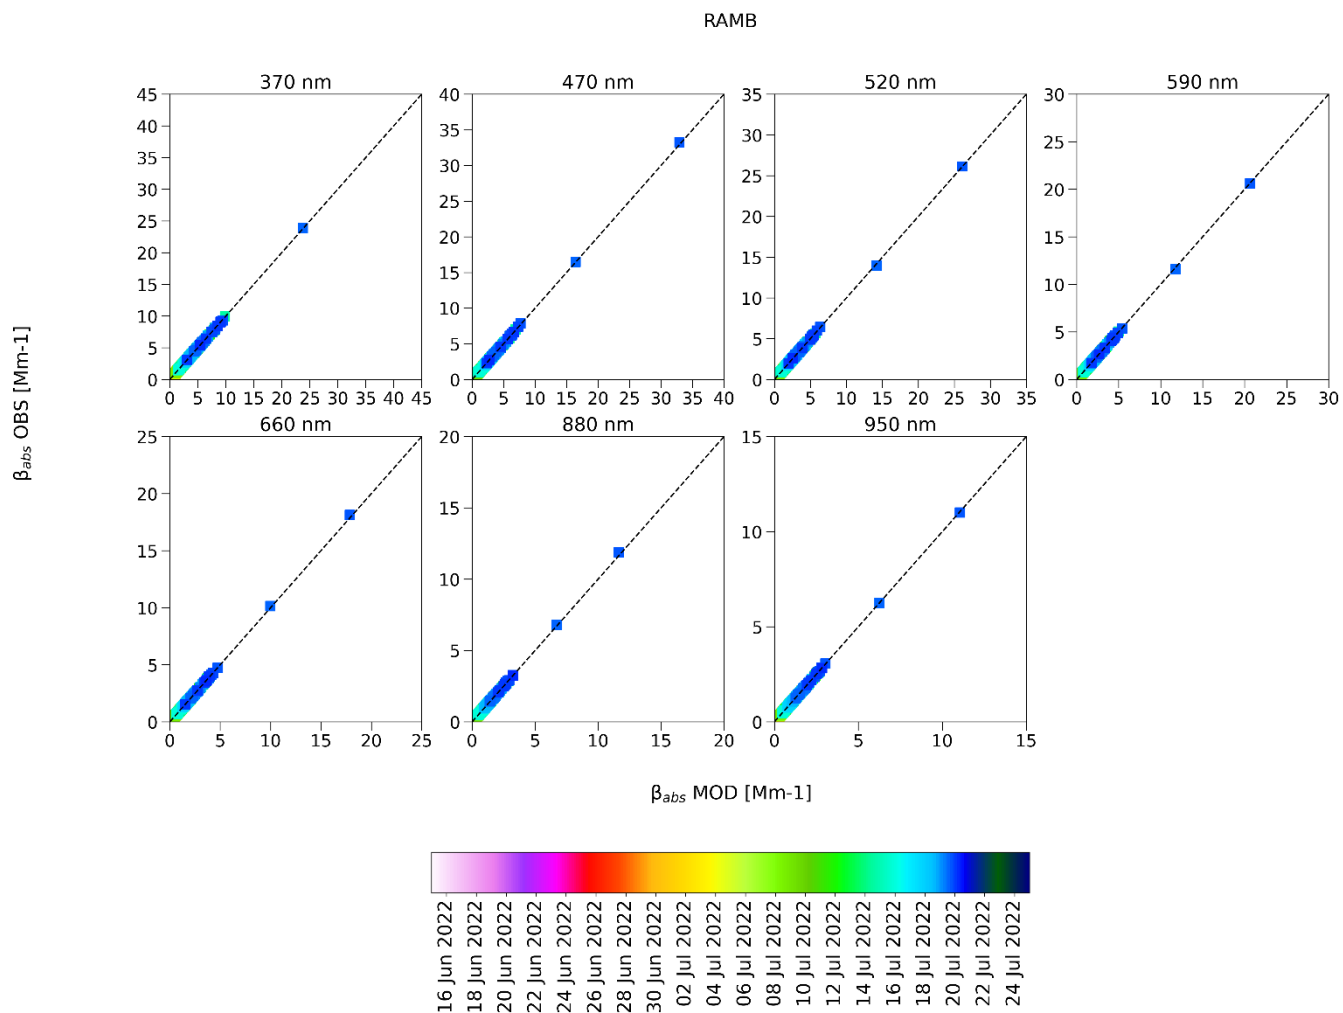 RAMB
370 nm
470 nm
520 nm
590 nm
45
40
35
30
25
20
15
10
5
0
40
35
30
25
20
15
10
5
0
35
30
25
20
15
10
5
0
30
25
20
15
10
5
0
0 5 10 15 20 25 30 35 40 45
0 5 10 15 20 25 30 35 40
0 5 10 15 20 25 30 35
0 5 10 15 20 25 30
βabs OBS [Mm-1]
660 nm
880 nm
950 nm
25
20
15
10
5
0
20
15
10
5
0
15
10
5
0
0 5 10 15 20 25
0 5 10 15 20
0 5 10 15
βabs MOD [Mm-1]
16 Jun 2022
18 Jun 2022
20 Jun 2022
22 Jun 2022
24 Jun 2022
26 Jun 2022
28 Jun 2022
30 Jun 2022
02 Jul 2022
04 Jul 2022
06 Jul 2022
08 Jul 2022
10 Jul 2022
12 Jul 2022
14 Jul 2022
16 Jul 2022
18 Jul 2022
20 Jul 2022
22 Jul 2022
24 Jul 2022